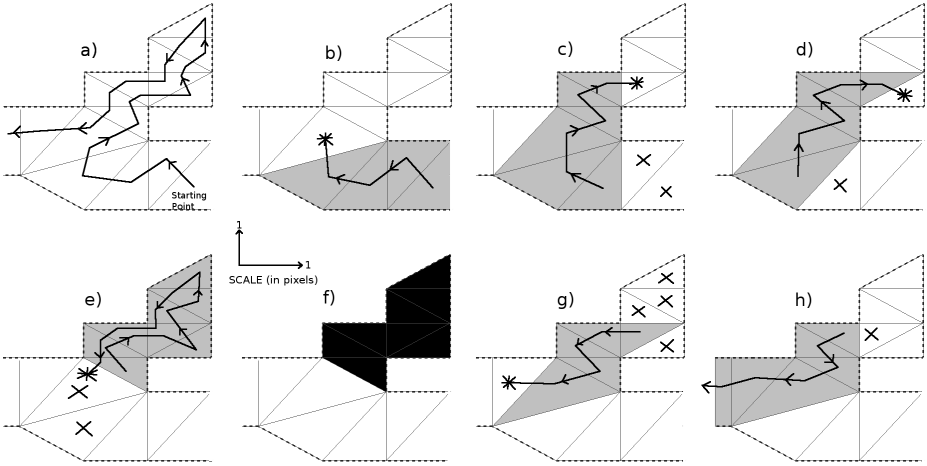 a)
b)
c)
d)
Starting
Point
1
1
SCALE (in pixels)
e)
f)
g)
h)